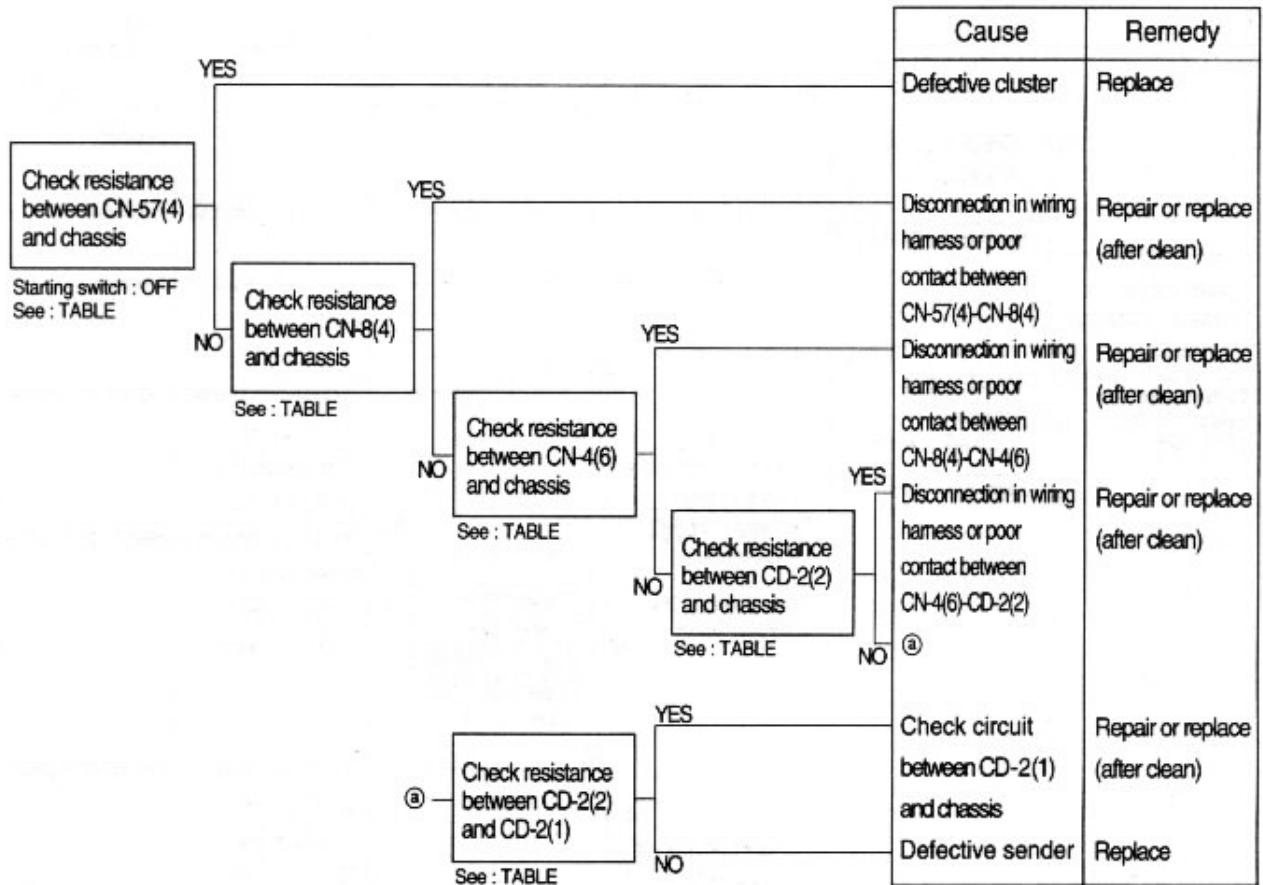 Cause
Remedy
YES
Defective cluster
Replace
Check resistance
between CN-57(4)
and chassis
Starting switch : OFF
See : TABLE
YES
Disconnection in wiring
harness or poor
contact between
CN-57(4)-CN-8(4)
Repair or replace
(after clean)
NO
Check resistance
between CN-8(4)
and chassis
See : TABLE
YES
Disconnection in wiring
harness or poor
contact between
CN-8(4)-CN-4(6)
Repair or replace
(after clean)
NO
Check resistance
between CN-4(6)
and chassis
See : TABLE
YES
Disconnection in wiring
harness or poor
contact between
CN-4(6)-CD-2(2)
Repair or replace
(after clean)
NO
Check resistance
between CD-2(2)
and chassis
See : TABLE
NO
ⓐ
ⓐ
Check resistance
between CD-2(2)
and CD-2(1)
See : TABLE
YES
Check circuit
between CD-2(1)
and chassis
Repair or replace
(after clean)
NO
Defective sender
Replace